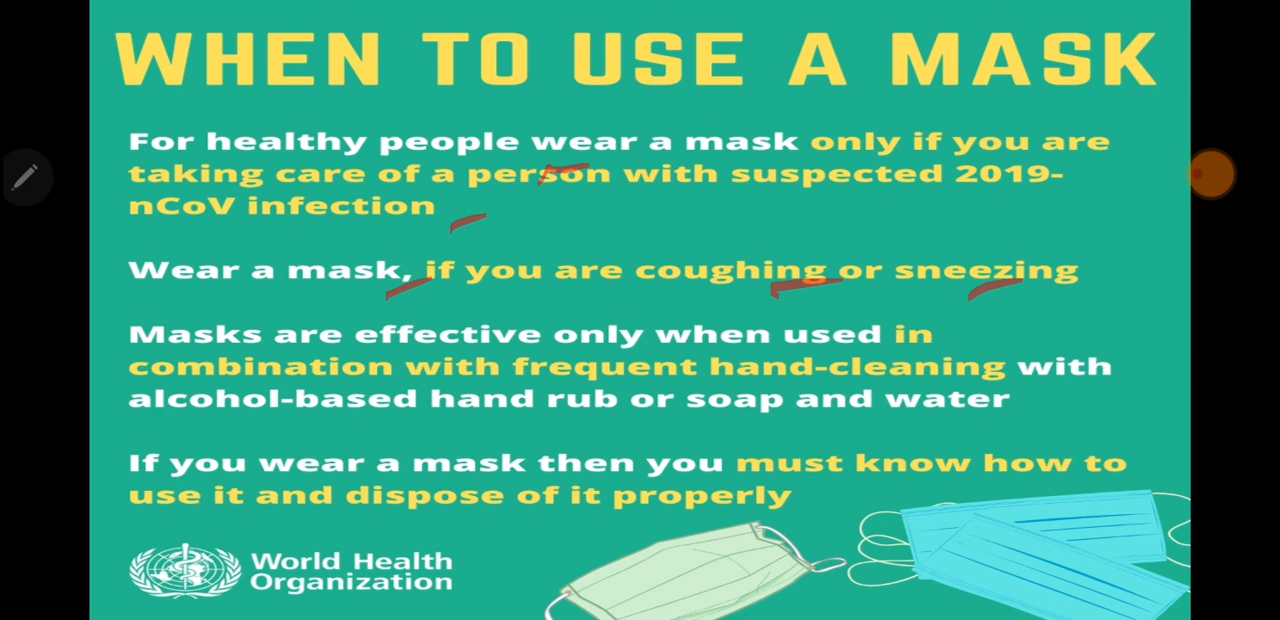 WHEN TO USE A MASK
For healthy people wear a mask only if you are
taking care of a person with suspected 2019-
nCoV infection
Wear a mask, if you are coughing or sneezing
Masks are effective only when used in
combination with frequent hand-cleaning with
alcohol-based hand rub or soap and water
If you wear a mask then you must know how to
use it and dispose of it properly
World Health
Organization